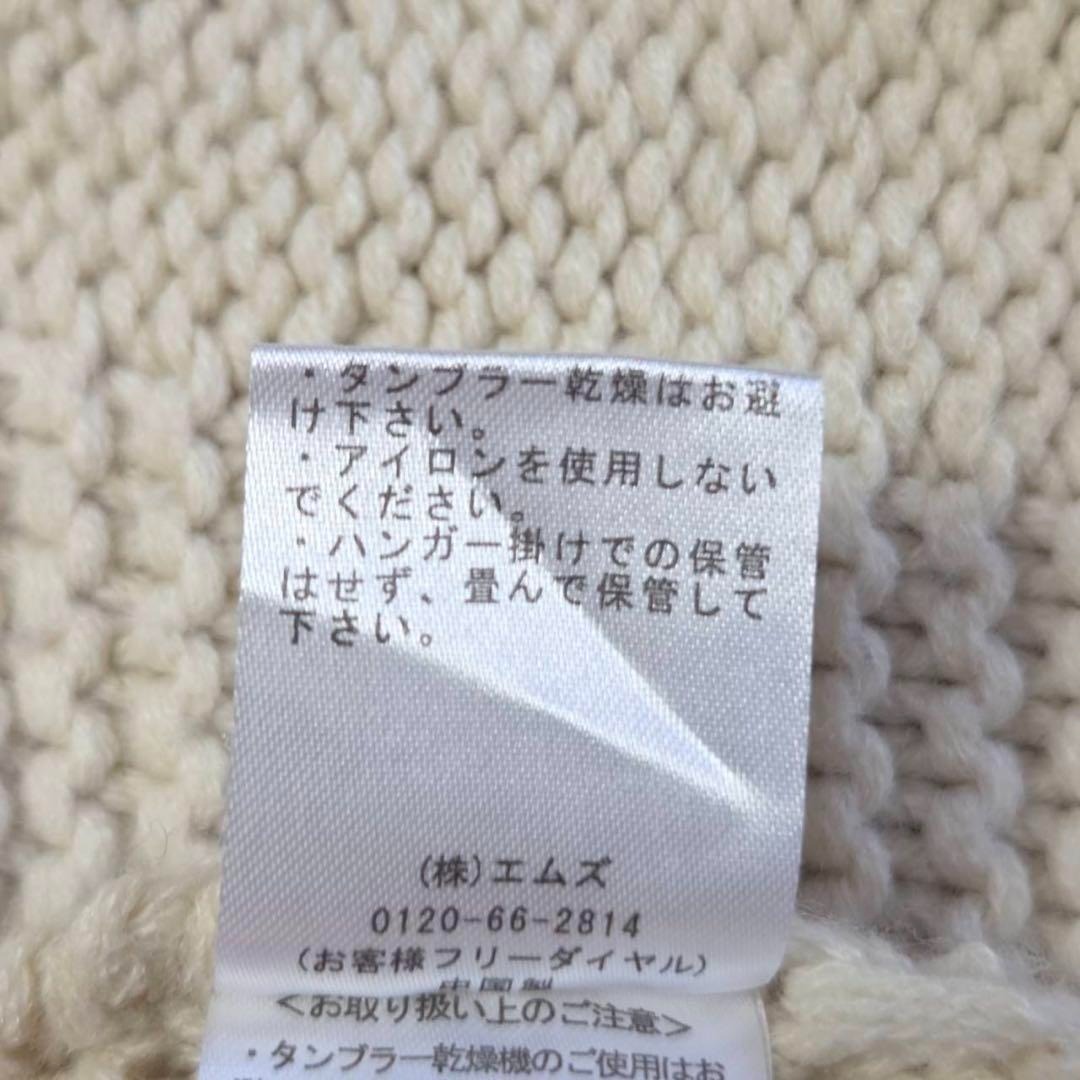 ・タンブラー乾燥はお避
け下さい。
・アイロンを使用しない
でください。
・ハンガー掛けでの保管
はせず、畳んで保管して
下さい。
(株)エムズ
0120-66-2814
(お客様フリーダイヤル)
中国製
<お取り扱い上のご注意>
・タンブラー乾燥機のご使用はお